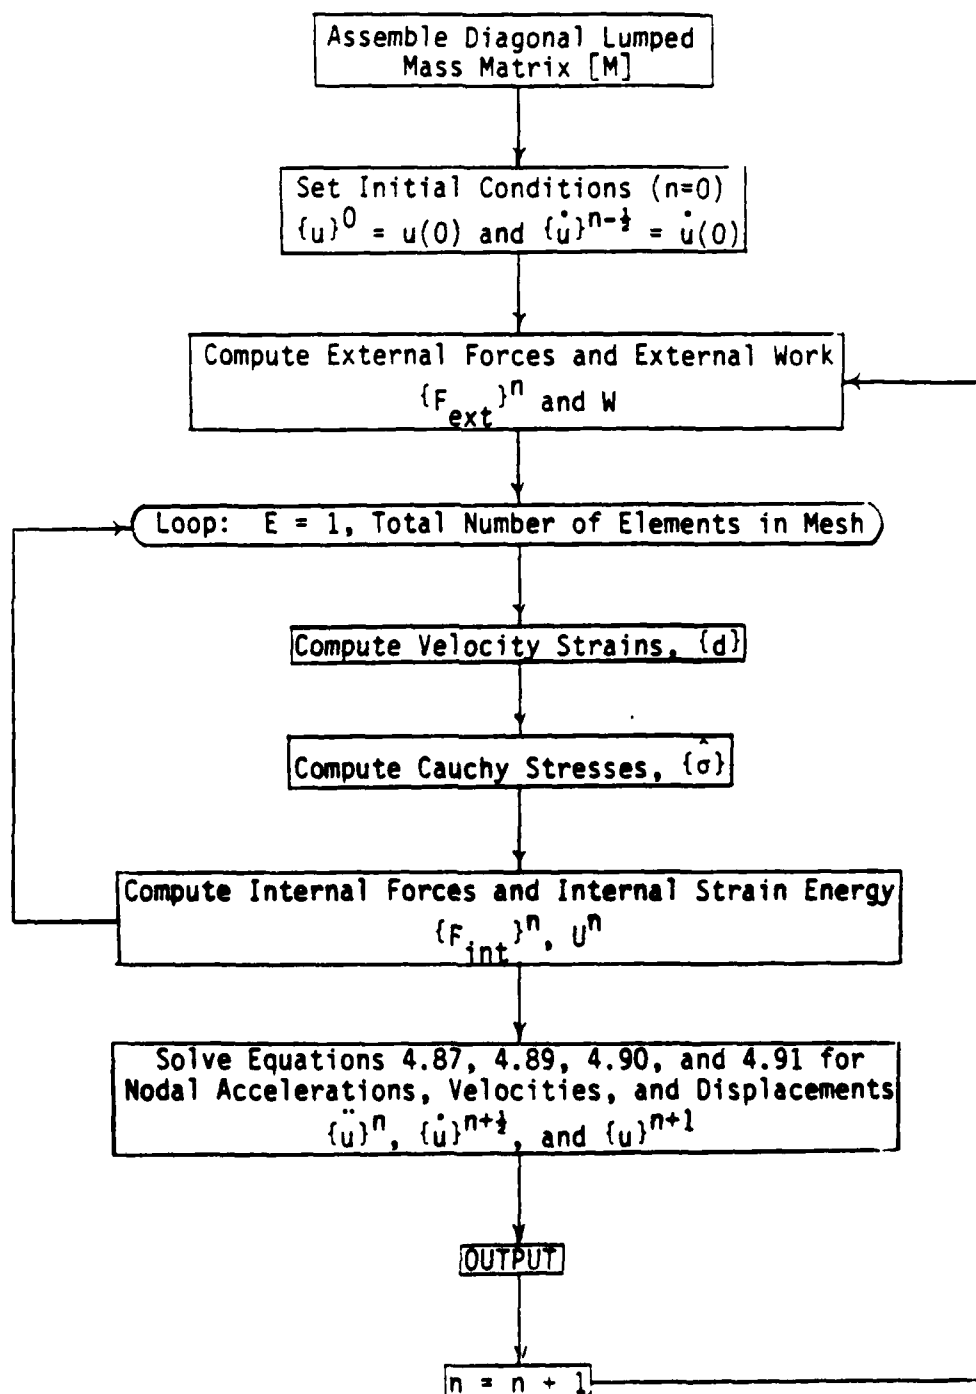 Assemble Diagonal Lumped
Mass Matrix [M]
Set Initial Conditions (n=0)
{u}⁰ = u(0) and {u̇}ⁿ⁻½ = u̇(0)
Compute External Forces and External Work
{F_ext}ⁿ and W
Loop: E = 1, Total Number of Elements in Mesh
Compute Velocity Strains, {d}
Compute Cauchy Stresses, {σ̂}
Compute Internal Forces and Internal Strain Energy
{F_int}ⁿ, Uⁿ
Solve Equations 4.87, 4.89, 4.90, and 4.91 for
Nodal Accelerations, Velocities, and Displacements
{ü}ⁿ, {u̇}ⁿ⁺½, and {u}ⁿ⁺¹
OUTPUT
n = n + 1